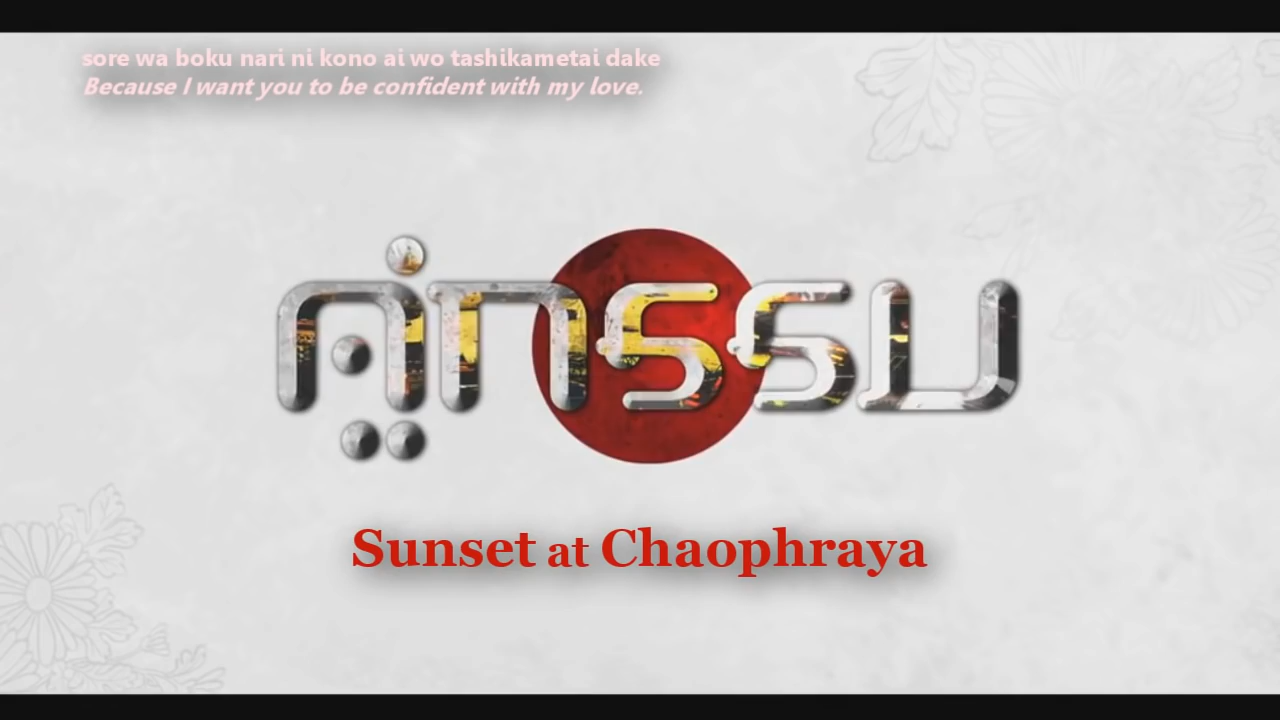 sore wa boku nari ni kono ai wo tashikametai dake
Because I want you to be confident with my love.
คู่กรรม
Sunset at Chaophraya